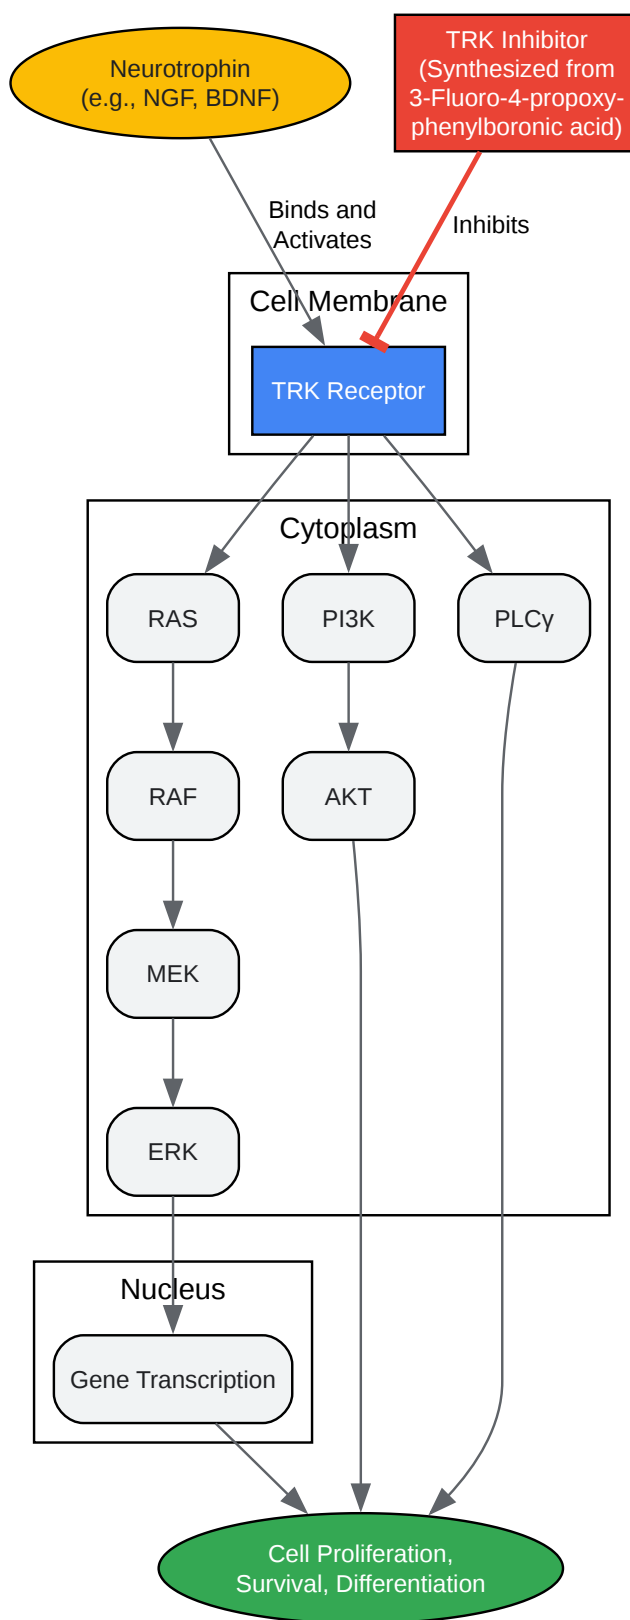 Neurotrophin
(e.g., NGF, BDNF)
TRK Inhibitor
(Synthesized from
3-Fluoro-4-propoxy-
phenylboronic acid)
Binds and
Activates
Inhibits
Cell Membrane
TRK Receptor
Cytoplasm
RAS
PI3K
PLCγ
RAF
AKT
MEK
ERK
Nucleus
Gene Transcription
Cell Proliferation,
Survival, Differentiation